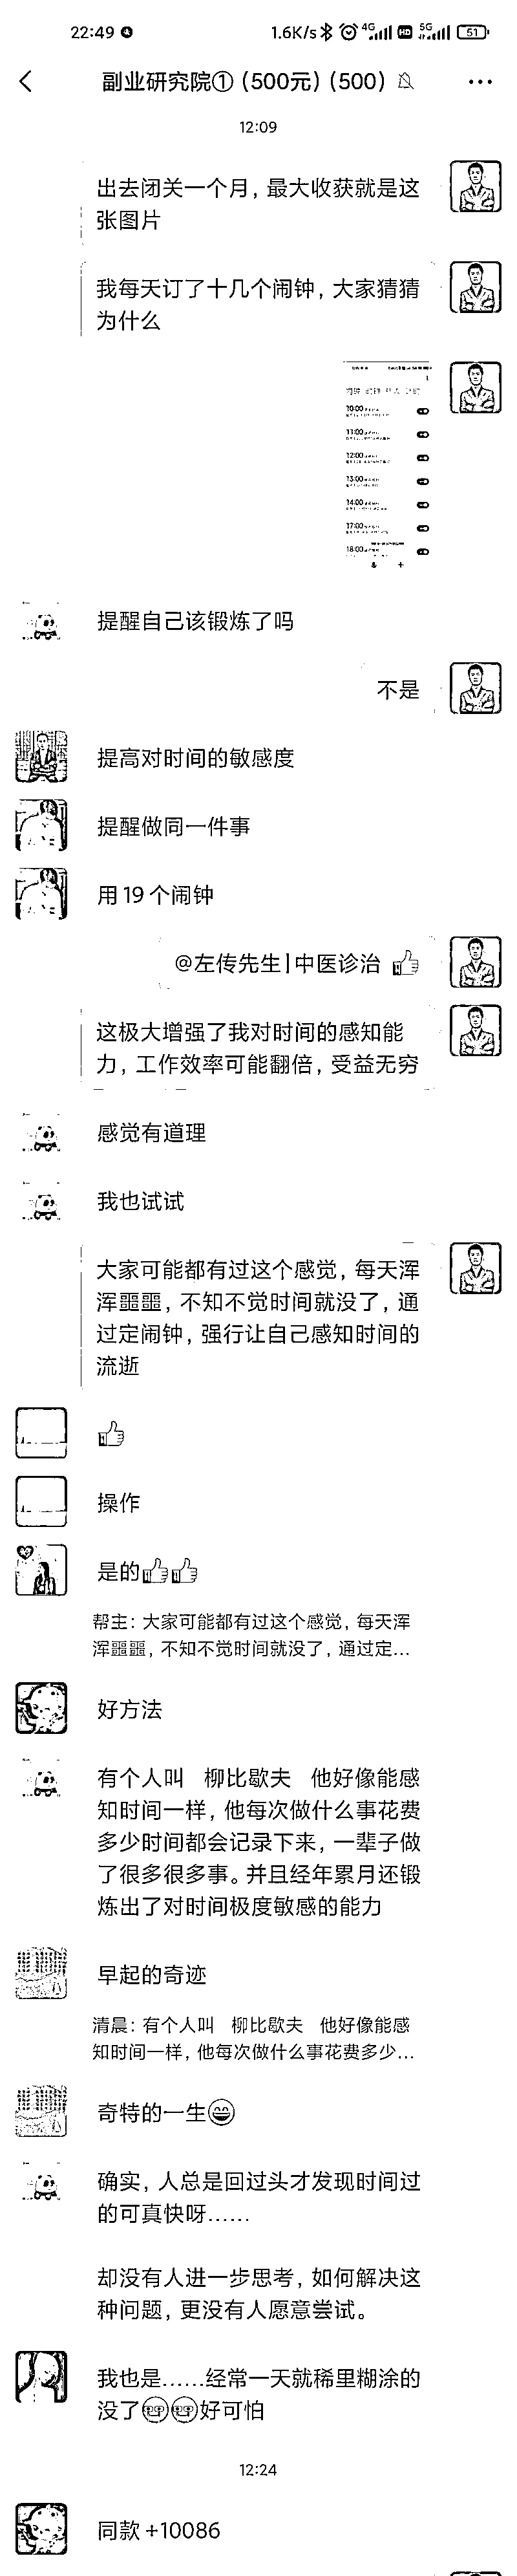 22:49
1.6K/s 4G HD 5G 51
副业研究院①（500元）（500）
12:09
出去闭关一个月，最大收获就是这
张图片
我每天订了十几个闹钟，大家猜猜
为什么
10:00
11:00
12:00
13:00
14:00
17:00
18:00
提醒自己该锻炼了吗
不是
提高对时间的敏感度
提醒做同一件事
用 19 个闹钟
@左传先生|中医诊治 👍
这极大增强了我对时间的感知能
力，工作效率可能翻倍，受益无穷
感觉有道理
我也试试
大家可能都有过这个感觉，每天浑
浑噩噩，不知不觉时间就没了，通
过定闹钟，强行让自己感知时间的
流逝
👍
操作
是的👍👍
帮主：大家可能都有过这个感觉，每天浑
浑噩噩，不知不觉时间就没了，通过定...
好方法
有个人叫 柳比歇夫 他好像能感
知时间一样，他每次做什么事花费
多少时间都会记录下来，一辈子做
了很多很多事。并且经年累月还锻
炼出了对时间极度敏感的能力
早起的奇迹
清晨：有个人叫 柳比歇夫 他好像能感
知时间一样，他每次做什么事花费多少...
奇特的一生😄
确实，人总是回过头才发现时间过
的可真快呀……
却没有人进一步思考，如何解决这
种问题，更没有人愿意尝试。
我也是……经常一天就稀里糊涂的
没了🤓🤓好可怕
12:24
同款 +10086